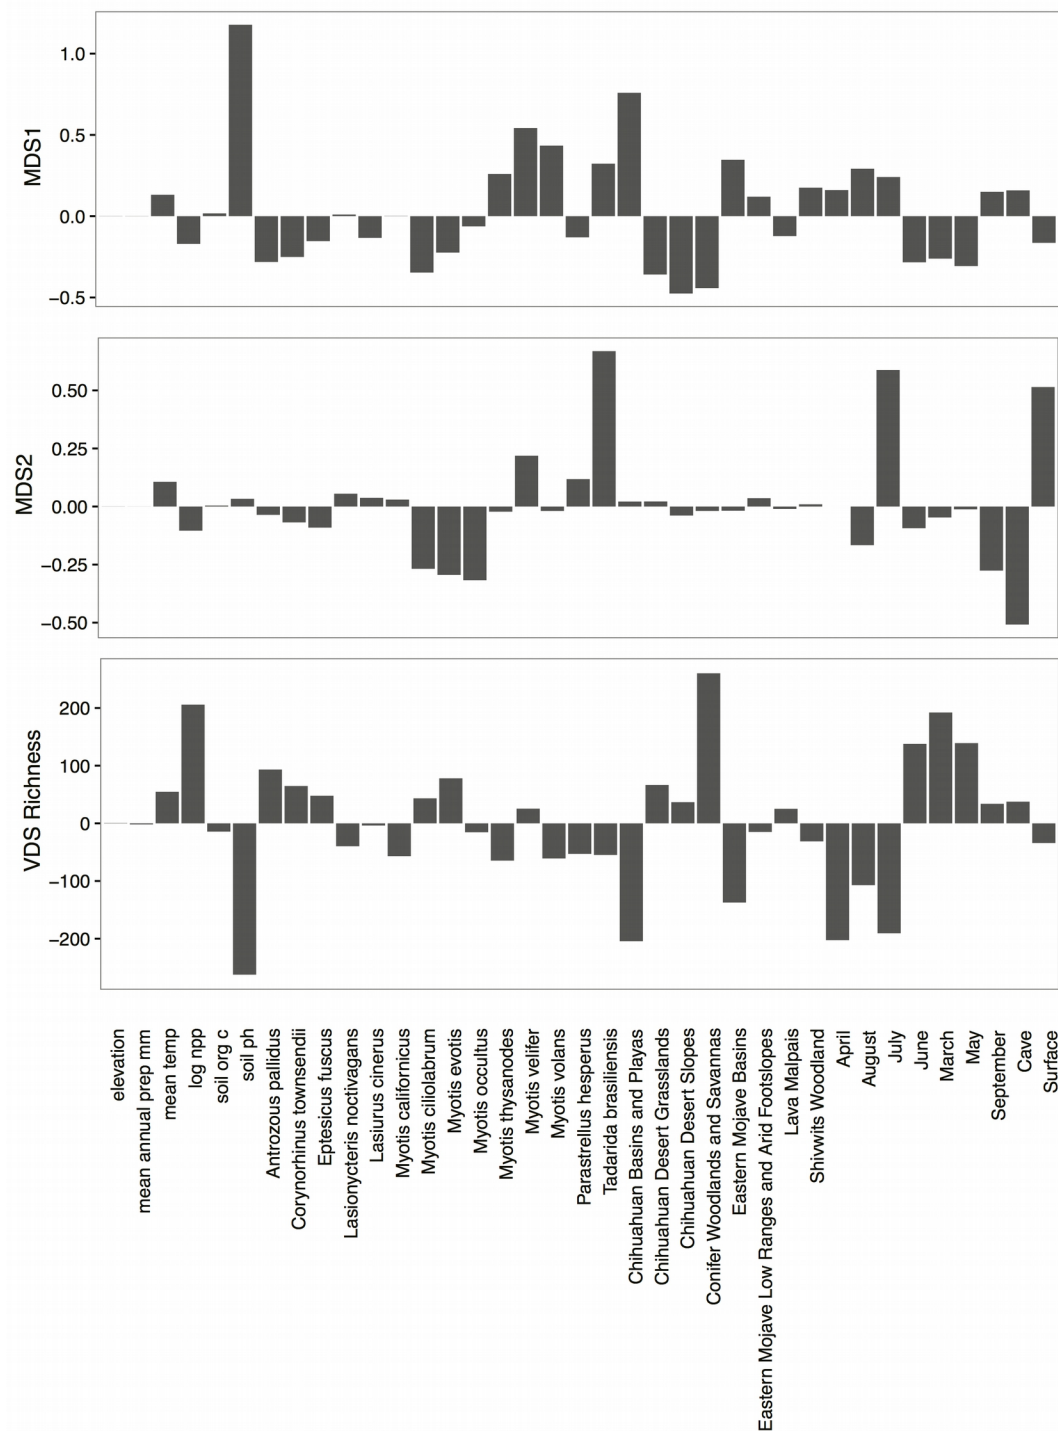 MDS1
1.0
0.5
0.0
−0.5
MDS2
0.50
0.25
0.00
−0.25
−0.50
VDS Richness
200
100
0
−100
−200
elevation
mean annual prep mm
mean temp
log npp
soil org c
soil ph
Antrozous pallidus
Corynorhinus townsendii
Eptesicus fuscus
Lasionycteris noctivagans
Lasiurus cinerus
Myotis californicus
Myotis ciliolabrum
Myotis evotis
Myotis occultus
Myotis thysanodes
Myotis velifer
Myotis volans
Parastrellus hesperus
Tadarida brasiliensis
Chihuahuan Basins and Playas
Chihuahuan Desert Grasslands
Chihuahuan Desert Slopes
Conifer Woodlands and Savannas
Eastern Mojave Basins
Eastern Mojave Low Ranges and Arid Footslopes
Lava Malpais
Shivwits Woodland
April
August
July
June
March
May
September
Cave
Surface